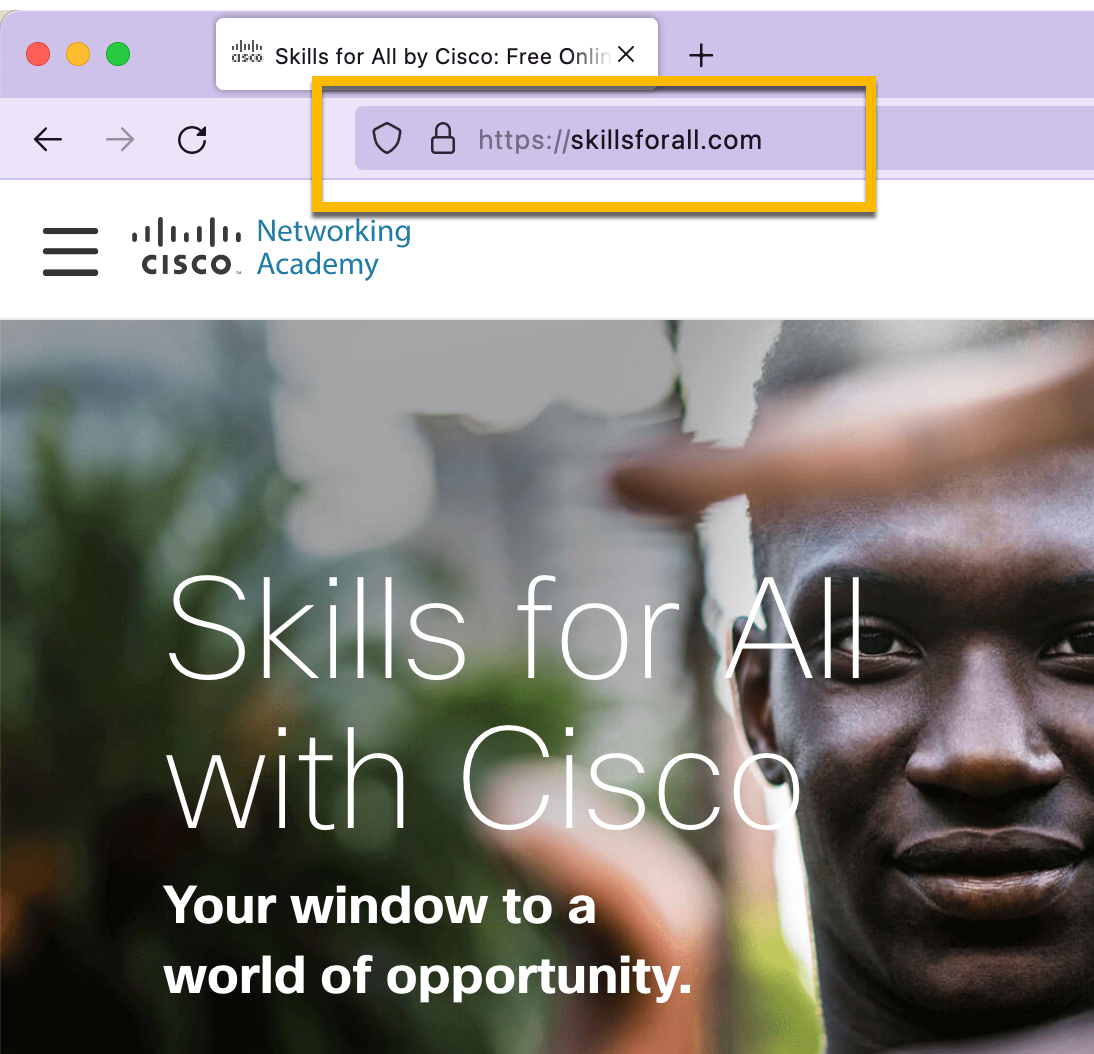 cisco
Skills for All by Cisco: Free Onlin
https://skillsforall.com
CISCO
Networking
Academy
Skills for All
with Cisco
Your window to a
world of opportunity.